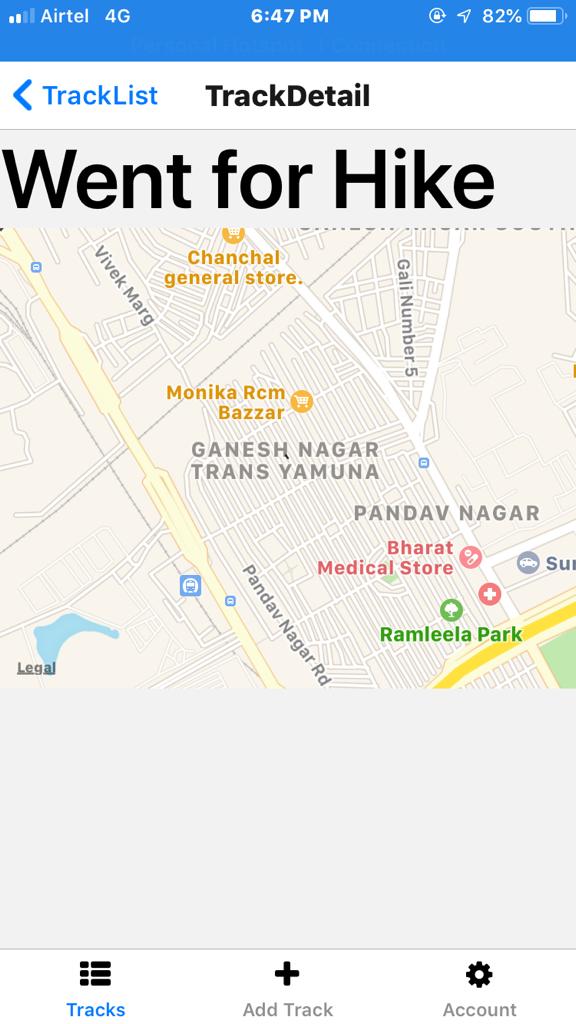 Airtel 4G 6:47 PM 82%
Personal Hotspot: 1 Connection
TrackList TrackDetail
Went for Hike
Chanchal
general store.
Vivek Marg
Gali Number 5
Monika Rcm
Bazzar
GANESH NAGAR
TRANS YAMUNA
PANDAV NAGAR
Bharat
Medical Store
Sur
Pandav Nagar Rd
Ramleela Park
Legal
Tracks Add Track Account